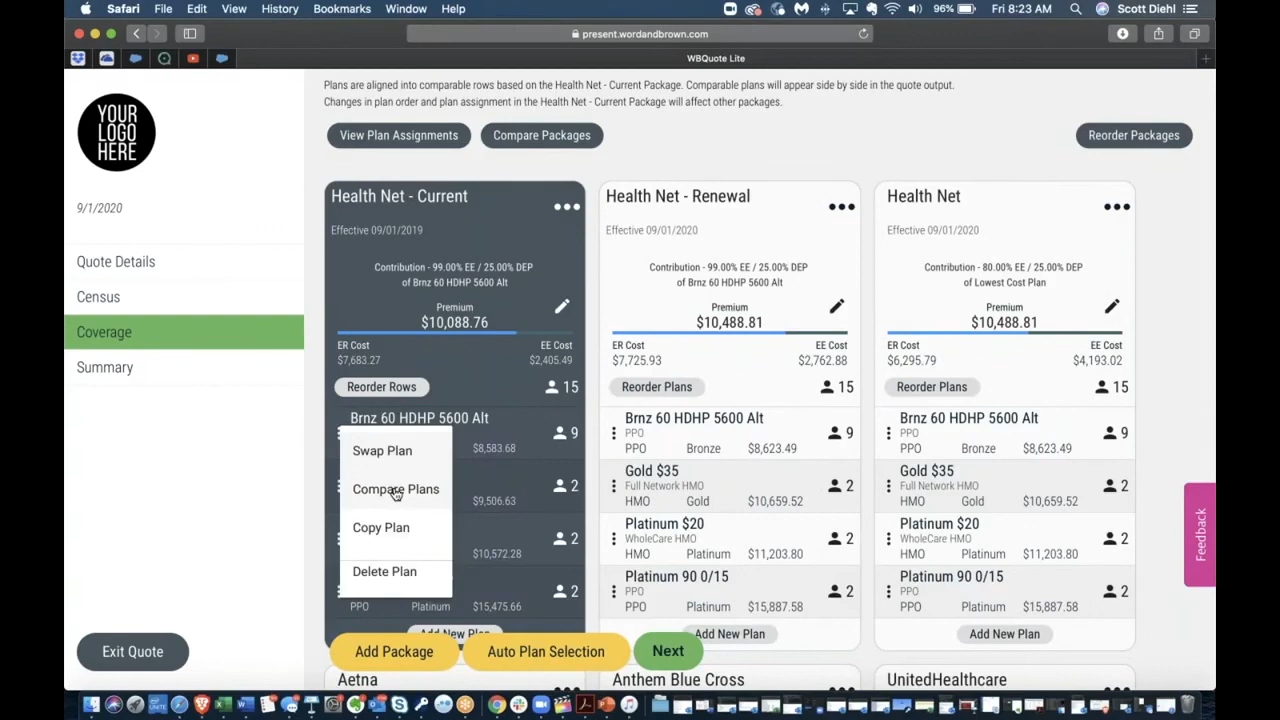 Safari File Edit View History Bookmarks Window Help 96% Fri 8:23 AM Scott Diehl
present.wordandbrown.com
WBQuote Lite
YOUR
LOGO
HERE
9/1/2020
Quote Details
Census
Coverage
Summary
Exit Quote
Plans are aligned into comparable rows based on the Health Net - Current Package. Comparable plans will appear side by side in the quote output.
Changes in plan order and plan assignment in the Health Net - Current Package will affect other packages.
View Plan Assignments Compare Packages Reorder Packages
Health Net - Current
Effective 09/01/2019
Contribution - 99.00% EE / 25.00% DEP
of Brnz 60 HDHP 5600 Alt
Premium
$10,088.76
ER Cost EE Cost
$7,683.27 $2,405.49
Reorder Rows 15
Brnz 60 HDHP 5600 Alt
9
$8,583.68
2
$9,506.63
2
$10,572.28
2
PPO Platinum $15,475.66
Add New Plan
Swap Plan
Compare Plans
Copy Plan
Delete Plan
Health Net - Renewal
Effective 09/01/2020
Contribution - 99.00% EE / 25.00% DEP
of Brnz 60 HDHP 5600 Alt
Premium
$10,488.81
ER Cost EE Cost
$7,725.93 $2,762.88
Reorder Plans 15
Brnz 60 HDHP 5600 Alt
PPO 9
PPO Bronze $8,623.49
Gold $35
Full Network HMO 2
HMO Gold $10,659.52
Platinum $20
WholeCare HMO 2
HMO Platinum $11,203.80
Platinum 90 0/15
PPO 2
PPO Platinum $15,887.58
Add New Plan
Health Net
Effective 09/01/2020
Contribution - 80.00% EE / 25.00% DEP
of Lowest Cost Plan
Premium
$10,488.81
ER Cost EE Cost
$6,295.79 $4,193.02
Reorder Plans 15
Brnz 60 HDHP 5600 Alt
PPO 9
PPO Bronze $8,623.49
Gold $35
Full Network HMO 2
HMO Gold $10,659.52
Platinum $20
WholeCare HMO 2
HMO Platinum $11,203.80
Platinum 90 0/15
PPO 2
PPO Platinum $15,887.58
Add New Plan
Feedback
Add Package Auto Plan Selection Next
Aetna Anthem Blue Cross UnitedHealthcare